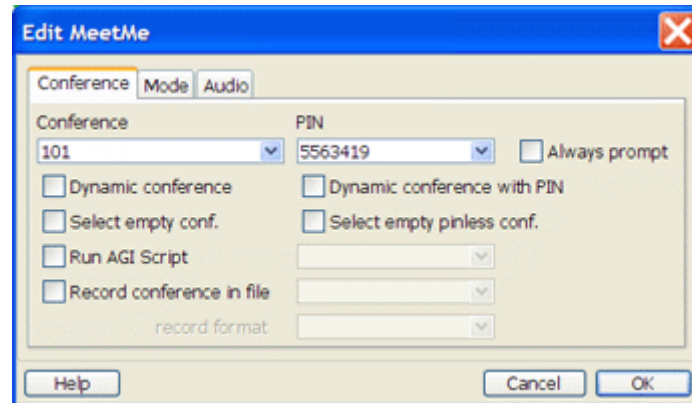 Edit MeetMe
Conference Mode Audio
Conference PIN
101 5563419 Always prompt
Dynamic conference Dynamic conference with PIN
Select empty conf. Select empty pinless conf.
Run AGI Script
Record conference in file
record format
Help Cancel OK